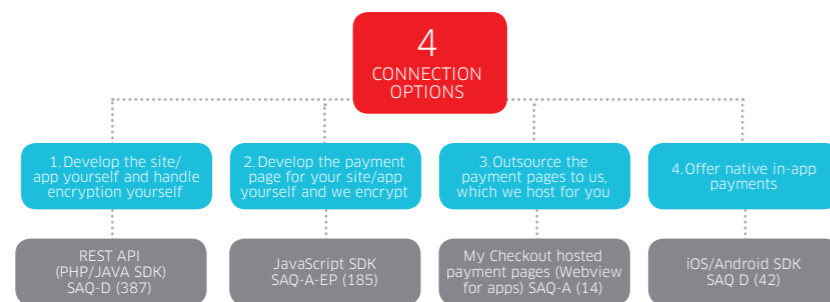 4
CONNECTION
OPTIONS
1.Develop the site/
app yourself and handle
encryption yourself
2.Develop the payment
page for your site/app
yourself and we encrypt
3.Outsource the
payment pages to us,
which we host for you
4.Offer native in-app
payments
REST API
(PHP/JAVA SDK)
SAQ-D (387)
JavaScript SDK
SAQ-A-EP (185)
My Checkout hosted
payment pages (Webview
for apps) SAQ-A (14)
iOS/Android SDK
SAQ D (42)